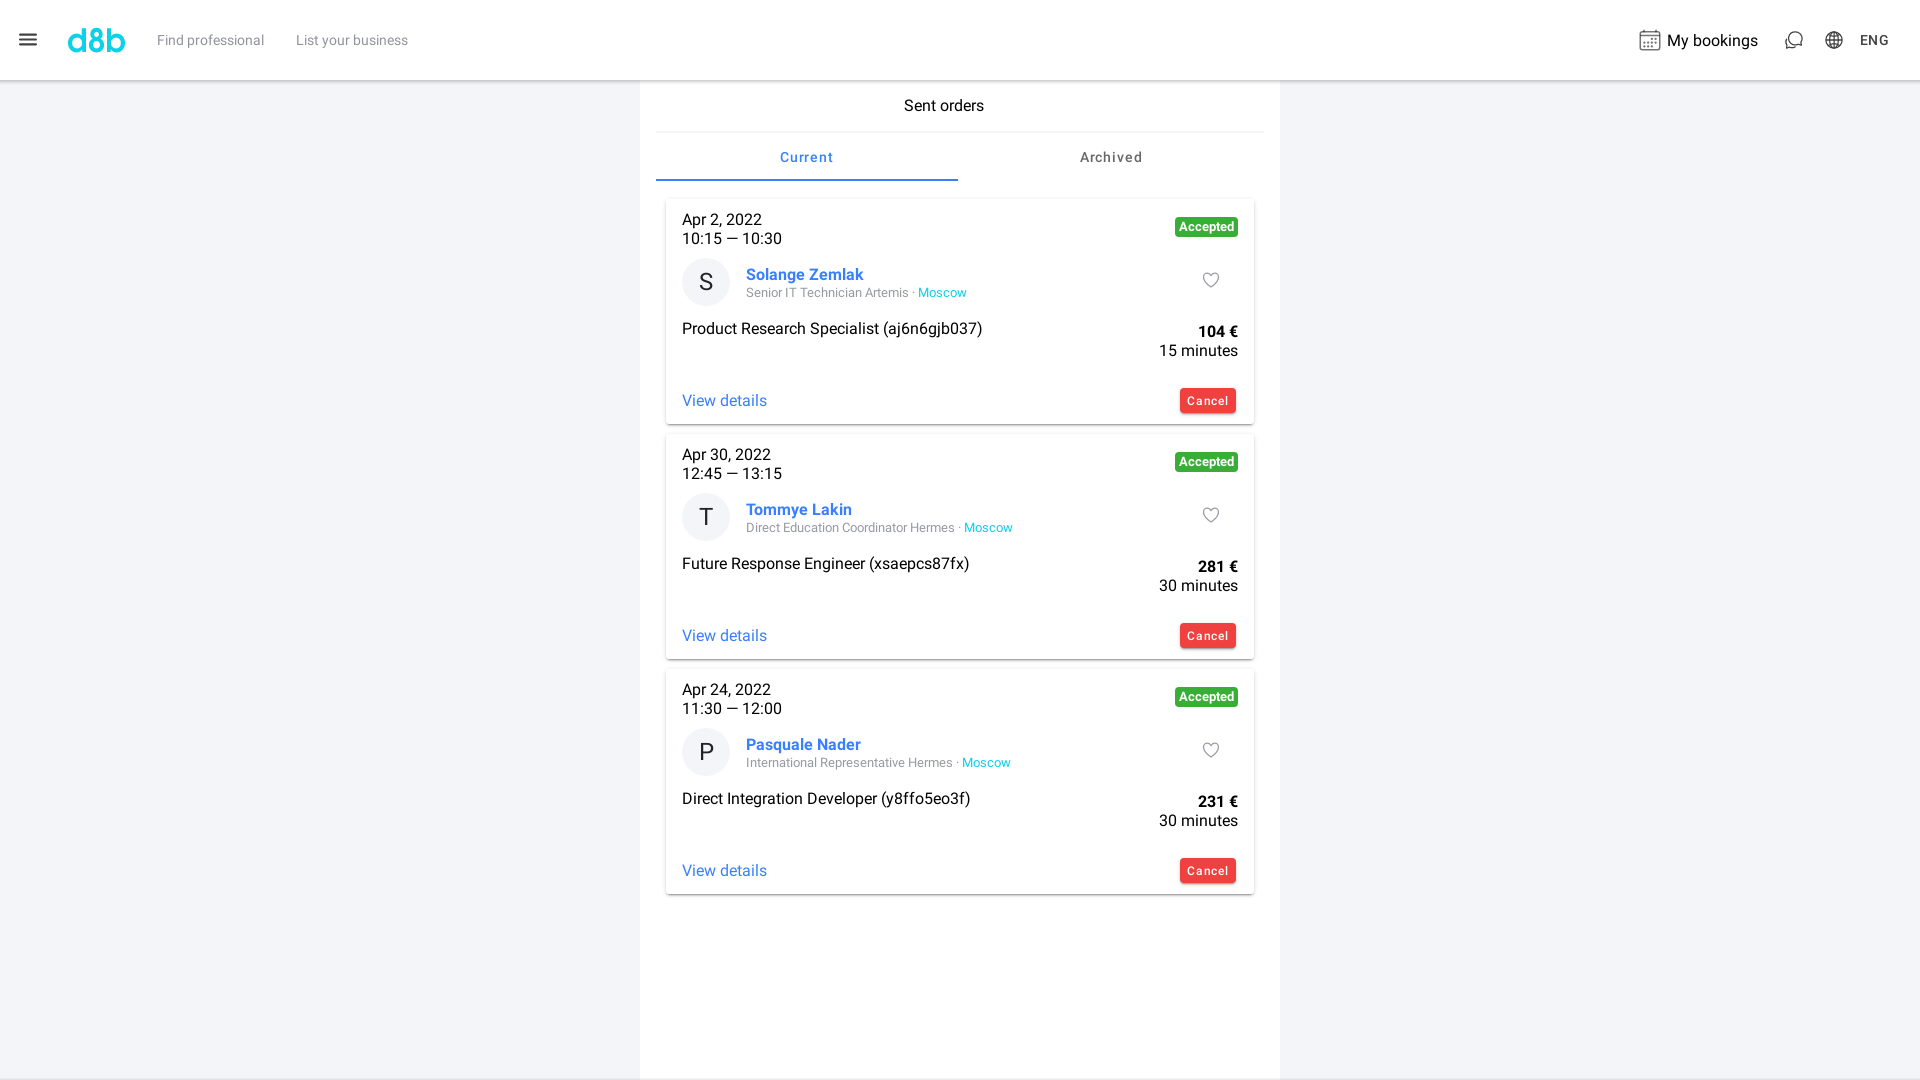 d8b
Find professional
List your business
My bookings
ENG
Sent orders
Current
Archived
Apr 2, 2022
10:15 — 10:30
Accepted
S
Solange Zemlak
Senior IT Technician Artemis · Moscow
Product Research Specialist (aj6n6gjb037)
104 €
15 minutes
View details
Cancel
Apr 30, 2022
12:45 — 13:15
Accepted
T
Tommye Lakin
Direct Education Coordinator Hermes · Moscow
Future Response Engineer (xsaepcs87fx)
281 €
30 minutes
View details
Cancel
Apr 24, 2022
11:30 — 12:00
Accepted
P
Pasquale Nader
International Representative Hermes · Moscow
Direct Integration Developer (y8ffo5eo3f)
231 €
30 minutes
View details
Cancel